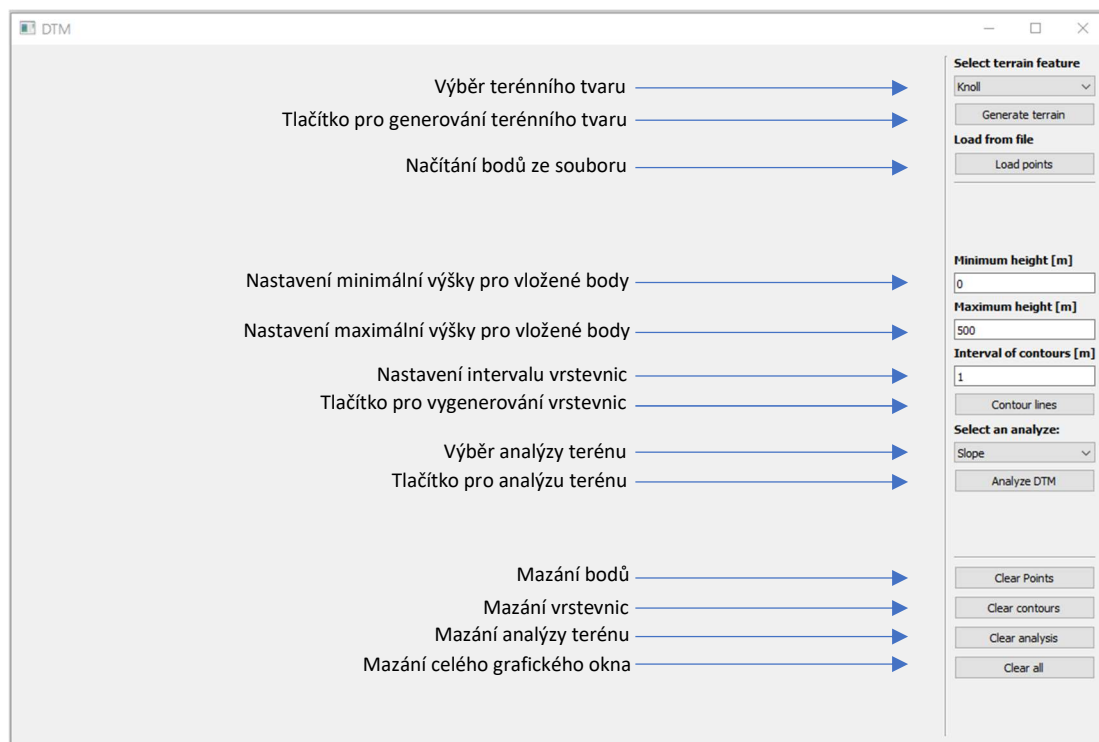 DTM
Select terrain feature
Výběr terénního tvaru
Knoll
Tlačítko pro generování terénního tvaru
Generate terrain
Load from file
Načítání bodů ze souboru
Load points
Minimum height [m]
Nastavení minimální výšky pro vložené body
0
Maximum height [m]
Nastavení maximální výšky pro vložené body
500
Interval of contours [m]
Nastavení intervalu vrstevnic
1
Tlačítko pro vygenerování vrstevnic
Contour lines
Select an analyze:
Výběr analýzy terénu
Slope
Tlačítko pro analýzu terénu
Analyze DTM
Mazání bodů
Clear Points
Mazání vrstevnic
Clear contours
Mazání analýzy terénu
Clear analysis
Mazání celého grafického okna
Clear all